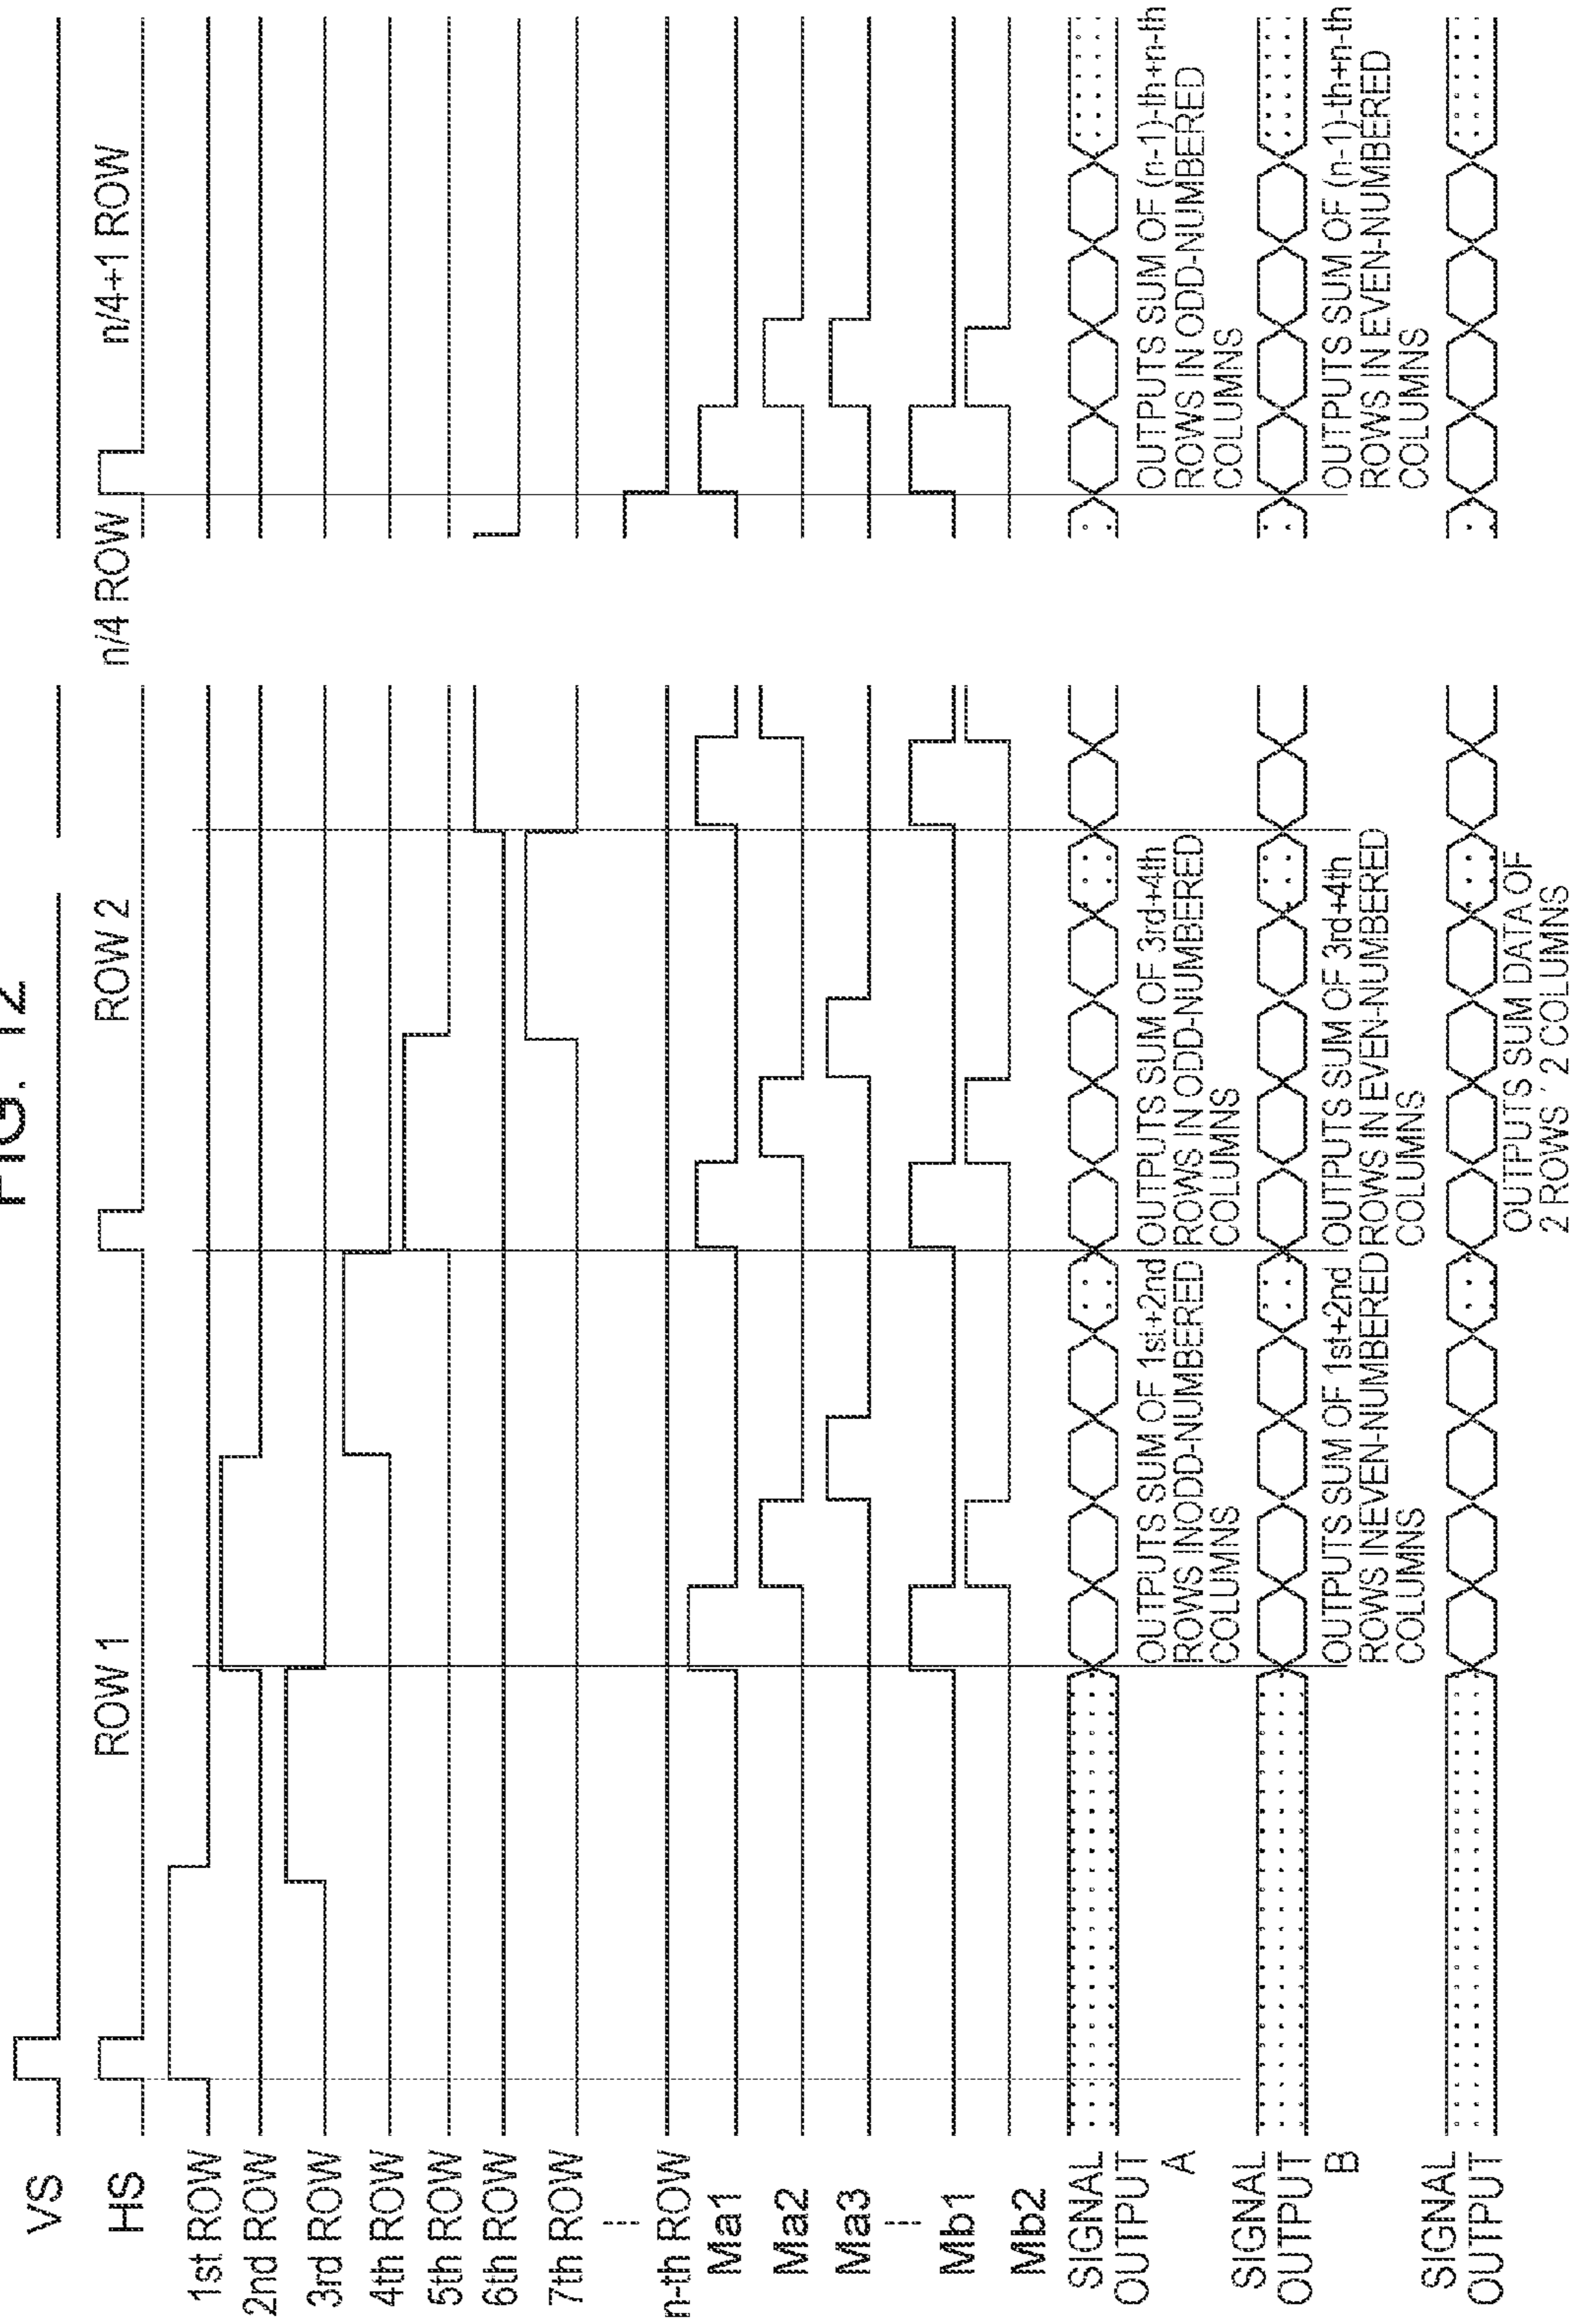 FIG. 12
VS
HS
ROW 1
ROW 2
n/4 ROW
n/4+1 ROW
1st ROW
2nd ROW
3rd ROW
4th ROW
5th ROW
6th ROW
7th ROW
n-th ROW
Ma1
Ma2
Ma3
Mb1
Mb2
SIGNAL
OUTPUT
A
OUTPUTS SUM OF 1st+2nd
ROWS INODD-NUMBERED
COLUMNS
OUTPUTS SUM OF 3rd+4th
ROWS IN ODD-NUMBERED
COLUMNS
OUTPUTS SUM OF (n-1)-th+n-th
ROWS IN ODD-NUMBERED
COLUMNS
SIGNAL
OUTPUT
B
OUTPUTS SUM OF 1st+2nd
ROWS INEVEN-NUMBERED
COLUMNS
OUTPUTS SUM OF 3rd+4th
ROWS IN EVEN-NUMBERED
COLUMNS
OUTPUTS SUM OF (n-1)-th+n-th
ROWS IN EVEN-NUMBERED
COLUMNS
SIGNAL
OUTPUT
OUTPUTS SUM DATA OF
2 ROWS ´ 2 COLUMNS